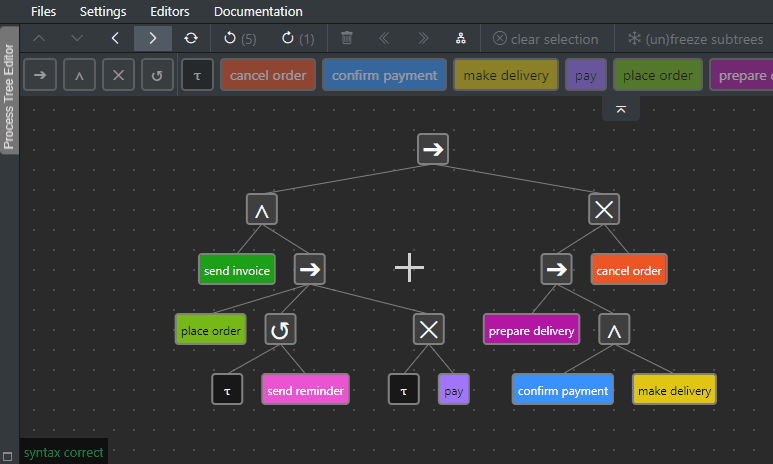 Files Settings Editors Documentation
(5) (1) clear selection (un)freeze subtrees
→ ∧ × ↺ τ cancel order confirm payment make delivery pay place order prepare
Process Tree Editor
→
∧ ×
send invoice → → cancel order
place order ↺ × prepare delivery ∧
τ send reminder τ pay confirm payment make delivery
syntax correct